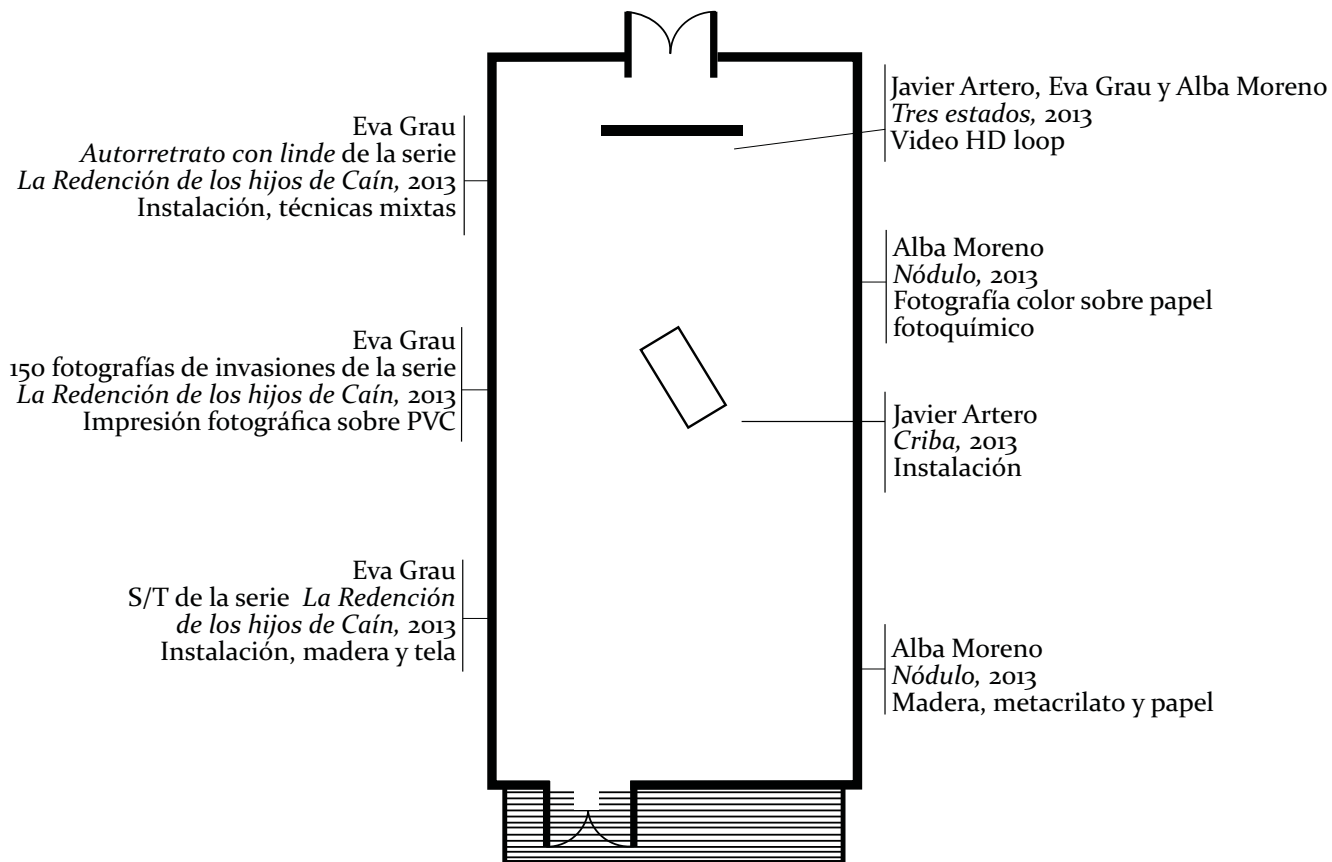 Eva Grau
Autorretrato con linde de la serie
La Redención de los hijos de Caín, 2013
Instalación, técnicas mixtas
Eva Grau
150 fotografías de invasiones de la serie
La Redención de los hijos de Caín, 2013
Impresión fotográfica sobre PVC
Eva Grau
S/T de la serie La Redención
de los hijos de Caín, 2013
Instalación, madera y tela
Javier Artero, Eva Grau y Alba Moreno
Tres estados, 2013
Video HD loop
Alba Moreno
Nódulo, 2013
Fotografía color sobre papel
fotoquímico
Javier Artero
Criba, 2013
Instalación
Alba Moreno
Nódulo, 2013
Madera, metacrilato y papel